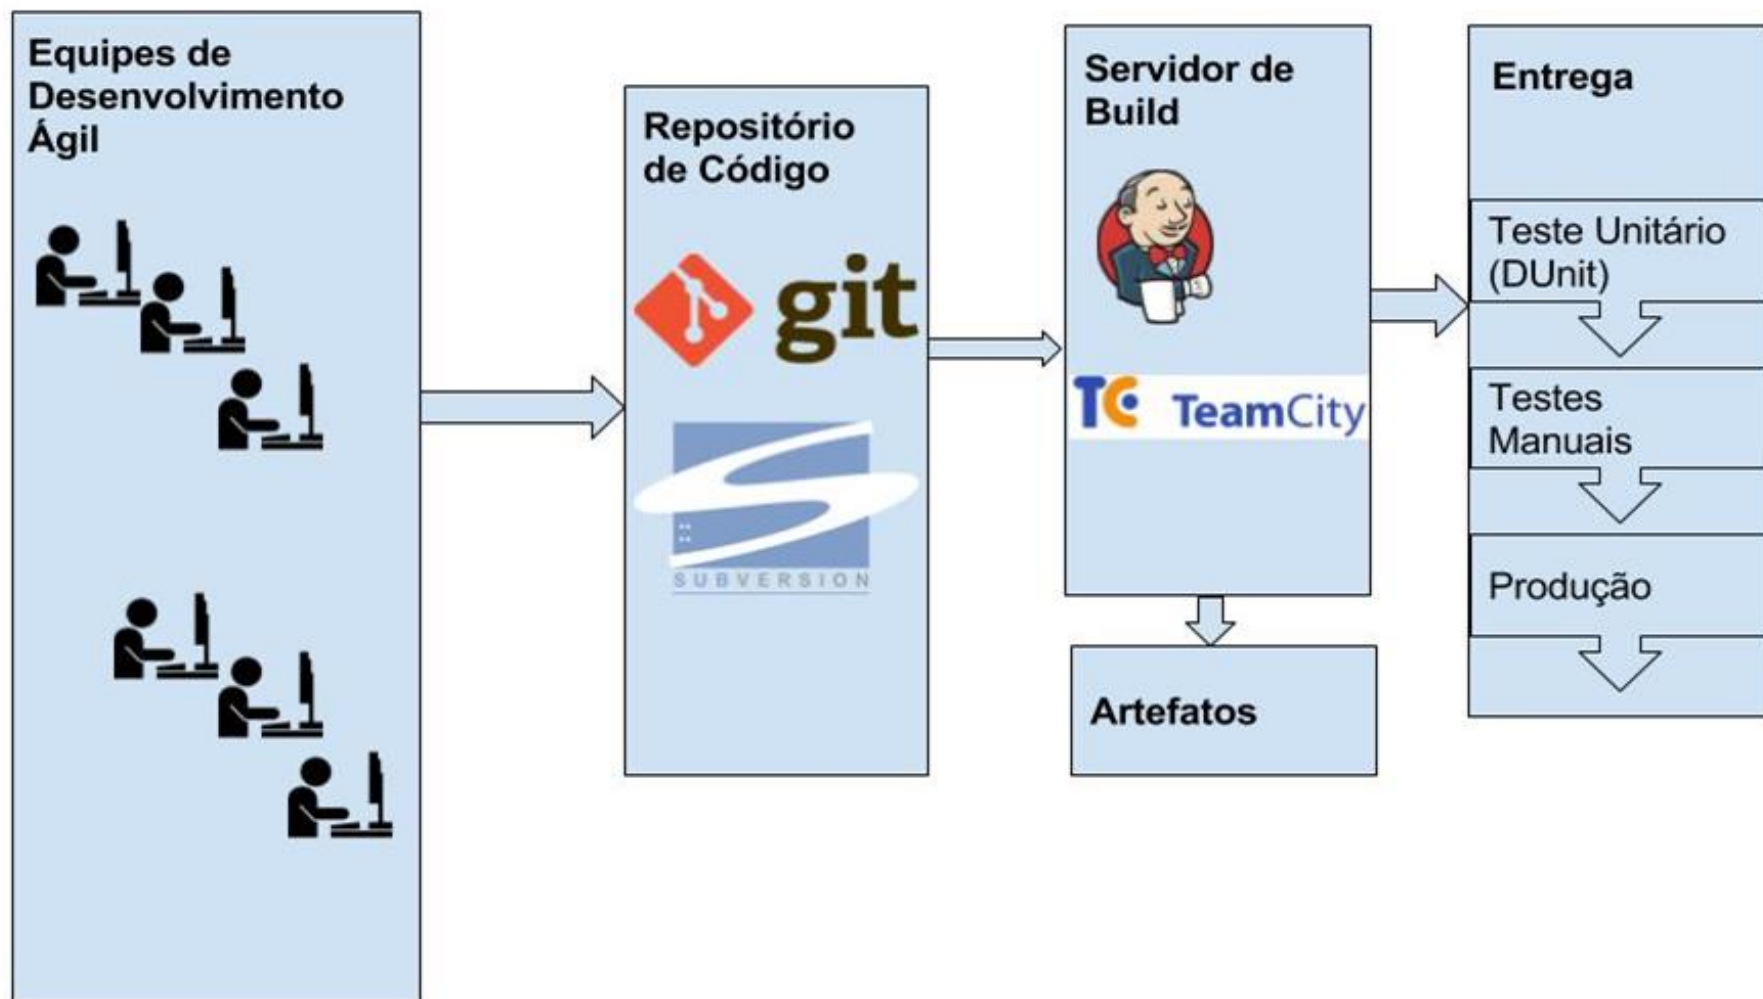 Equipes de
Desenvolvimento
Ágil
Repositório
de Código
git
SUBVERSION
Servidor de
Build
TC TeamCity
Artefatos
Entrega
Teste Unitário
(DUnit)
Testes
Manuais
Produção